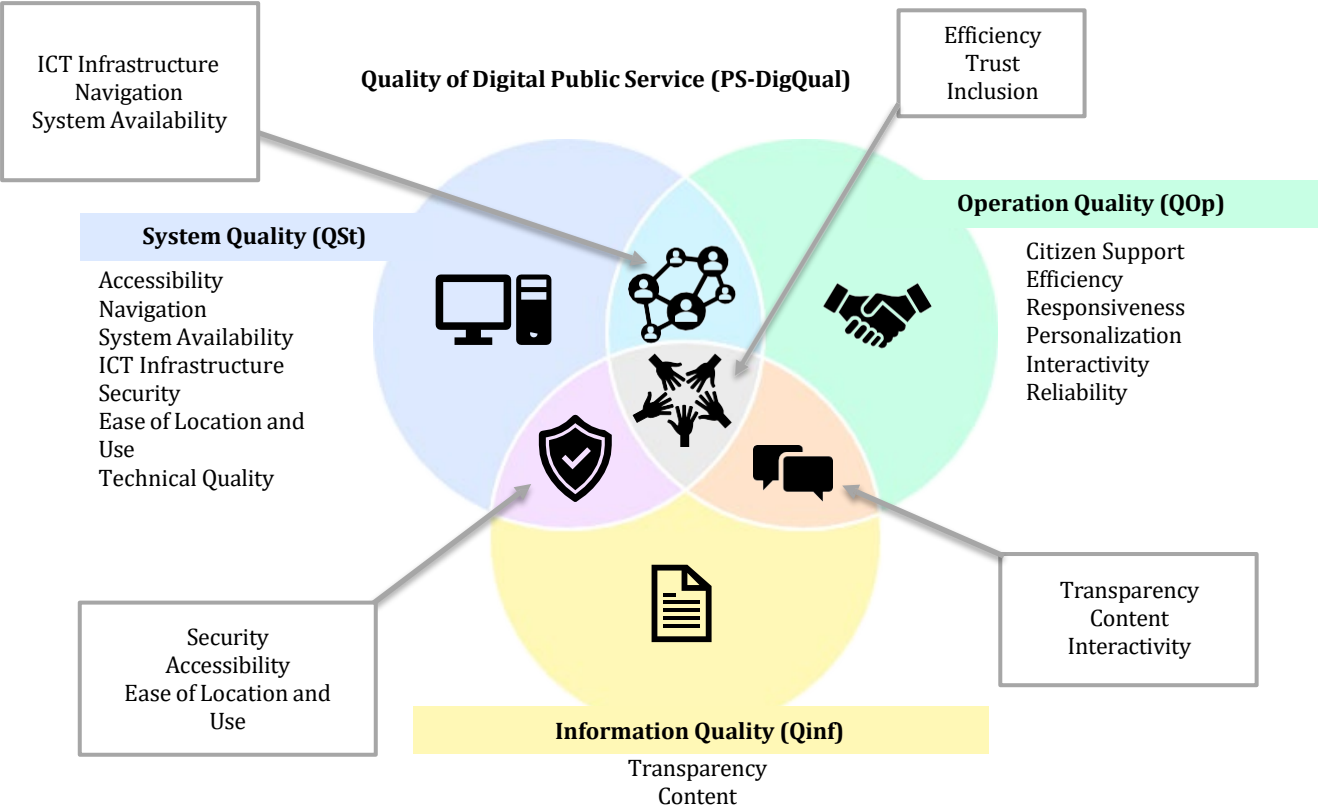 ICT Infrastructure
Navigation
System Availability
Quality of Digital Public Service (PS-DigQual)
Efficiency
Trust
Inclusion
System Quality (QSt)
Accessibility
Navigation
System Availability
ICT Infrastructure
Security
Ease of Location and
Use
Technical Quality
Operation Quality (QOp)
Citizen Support
Efficiency
Responsiveness
Personalization
Interactivity
Reliability
Security
Accessibility
Ease of Location and
Use
Transparency
Content
Interactivity
Information Quality (Qinf)
Transparency
Content